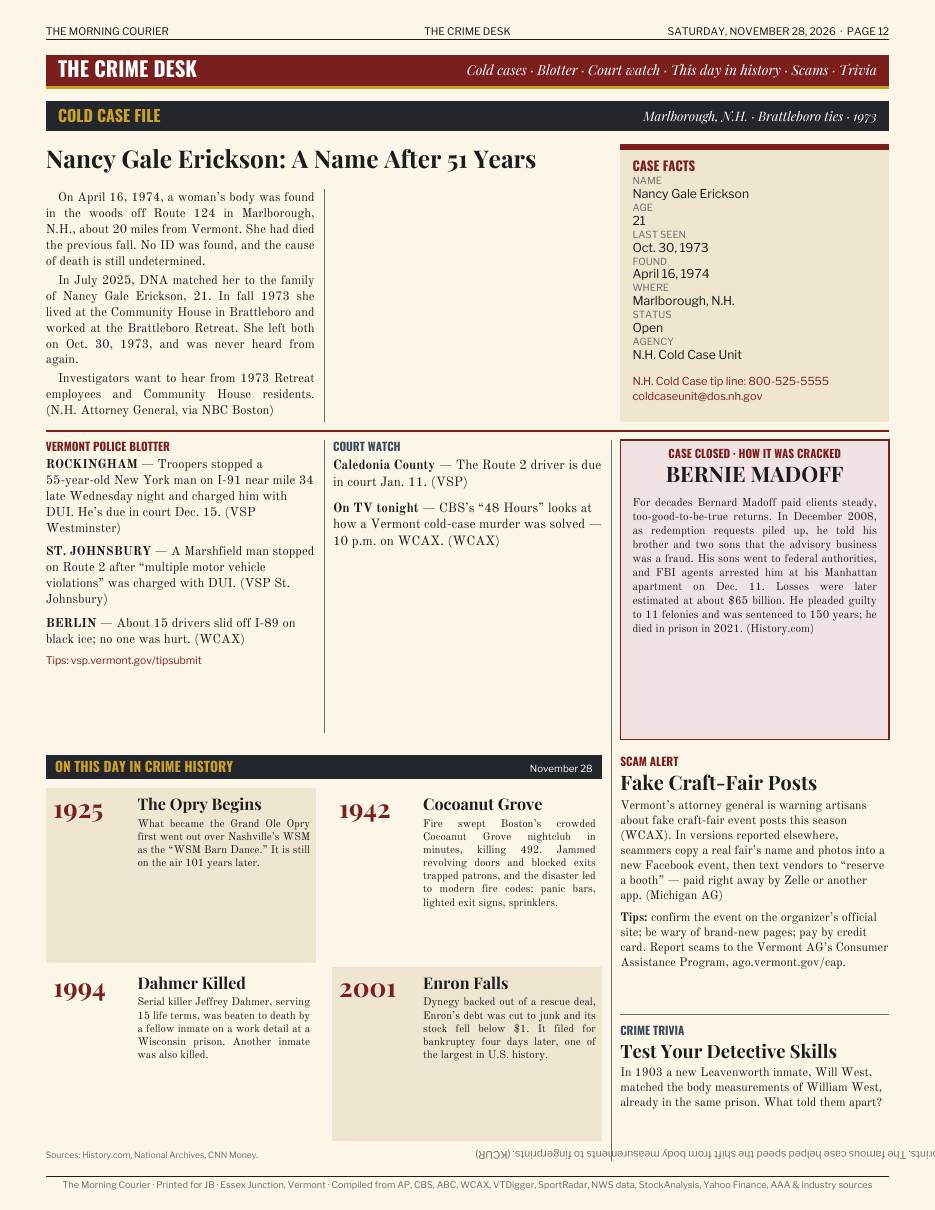 THE MORNING COURIER
THE CRIME DESK
SATURDAY, NOVEMBER 28, 2026 · PAGE 12
THE CRIME DESK
Cold cases · Blotter · Court watch · This day in history · Scams · Trivia
COLD CASE FILE
Marlborough, N.H. · Brattleboro ties · 1973
Nancy Gale Erickson: A Name After 51 Years
On April 16, 1974, a woman's body was found
in the woods off Route 124 in Marlborough,
N.H., about 20 miles from Vermont. She had died
the previous fall. No ID was found, and the cause
of death is still undetermined.
In July 2025, DNA matched her to the family
of Nancy Gale Erickson, 21. In fall 1973 she
lived at the Community House in Brattleboro and
worked at the Brattleboro Retreat. She left both
on Oct. 30, 1973, and was never heard from
again.
Investigators want to hear from 1973 Retreat
employees and Community House residents.
(N.H. Attorney General, via NBC Boston)
CASE FACTS
NAME
Nancy Gale Erickson
AGE
21
LAST SEEN
Oct. 30, 1973
FOUND
April 16, 1974
WHERE
Marlborough, N.H.
STATUS
Open
AGENCY
N.H. Cold Case Unit
N.H. Cold Case tip line: 800-525-5555
coldcaseunit@dos.nh.gov
VERMONT POLICE BLOTTER
ROCKINGHAM — Troopers stopped a
55-year-old New York man on I-91 near mile 34
late Wednesday night and charged him with
DUI. He's due in court Dec. 15. (VSP
Westminster)
ST. JOHNSBURY — A Marshfield man stopped
on Route 2 after “multiple motor vehicle
violations” was charged with DUI. (VSP St.
Johnsbury)
BERLIN — About 15 drivers slid off I-89 on
black ice; no one was hurt. (WCAX)
Tips: vsp.vermont.gov/tipsubmit
COURT WATCH
Caledonia County — The Route 2 driver is due
in court Jan. 11. (VSP)
On TV tonight — CBS's “48 Hours” looks at
how a Vermont cold-case murder was solved —
10 p.m. on WCAX. (WCAX)
CASE CLOSED · HOW IT WAS CRACKED
BERNIE MADOFF
For decades Bernard Madoff paid clients steady,
too-good-to-be-true returns. In December 2008,
as redemption requests piled up, he told his
brother and two sons that the advisory business
was a fraud. His sons went to federal authorities,
and FBI agents arrested him at his Manhattan
apartment on Dec. 11. Losses were later
estimated at about $65 billion. He pleaded guilty
to 11 felonies and was sentenced to 150 years; he
died in prison in 2021. (History.com)
ON THIS DAY IN CRIME HISTORY
November 28
1925
The Opry Begins
What became the Grand Ole Opry
first went out over Nashville's WSM
as the “WSM Barn Dance.” It is still
on the air 101 years later.
1942
Cocoanut Grove
Fire swept Boston's crowded
Cocoanut Grove nightclub in
minutes, killing 492. Jammed
revolving doors and blocked exits
trapped patrons, and the disaster led
to modern fire codes: panic bars,
lighted exit signs, sprinklers.
1994
Dahmer Killed
Serial killer Jeffrey Dahmer, serving
15 life terms, was beaten to death by
a fellow inmate on a work detail at a
Wisconsin prison. Another inmate
was also killed.
2001
Enron Falls
Dynegy backed out of a rescue deal,
Enron's debt was cut to junk and its
stock fell below $1. It filed for
bankruptcy four days later, one of
the largest in U.S. history.
SCAM ALERT
Fake Craft-Fair Posts
Vermont's attorney general is warning artisans
about fake craft-fair event posts this season
(WCAX). In versions reported elsewhere,
scammers copy a real fair's name and photos into a
new Facebook event, then text vendors to “reserve
a booth” — paid right away by Zelle or another
app. (Michigan AG)
Tips: confirm the event on the organizer's official
site; be wary of brand-new pages; pay by credit
card. Report scams to the Vermont AG's Consumer
Assistance Program, ago.vermont.gov/cap.
CRIME TRIVIA
Test Your Detective Skills
In 1903 a new Leavenworth inmate, Will West,
matched the body measurements of William West,
already in the same prison. What told them apart?
Sources: History.com, National Archives, CNN Money.
The famous case helped speed the shift from body measurements to fingerprints. (KCUR)
The Morning Courier · Printed for JB · Essex Junction, Vermont · Compiled from AP, CBS, ABC, WCAX, VTDigger, SportRadar, NWS data, StockAnalysis, Yahoo Finance, AAA & industry sources